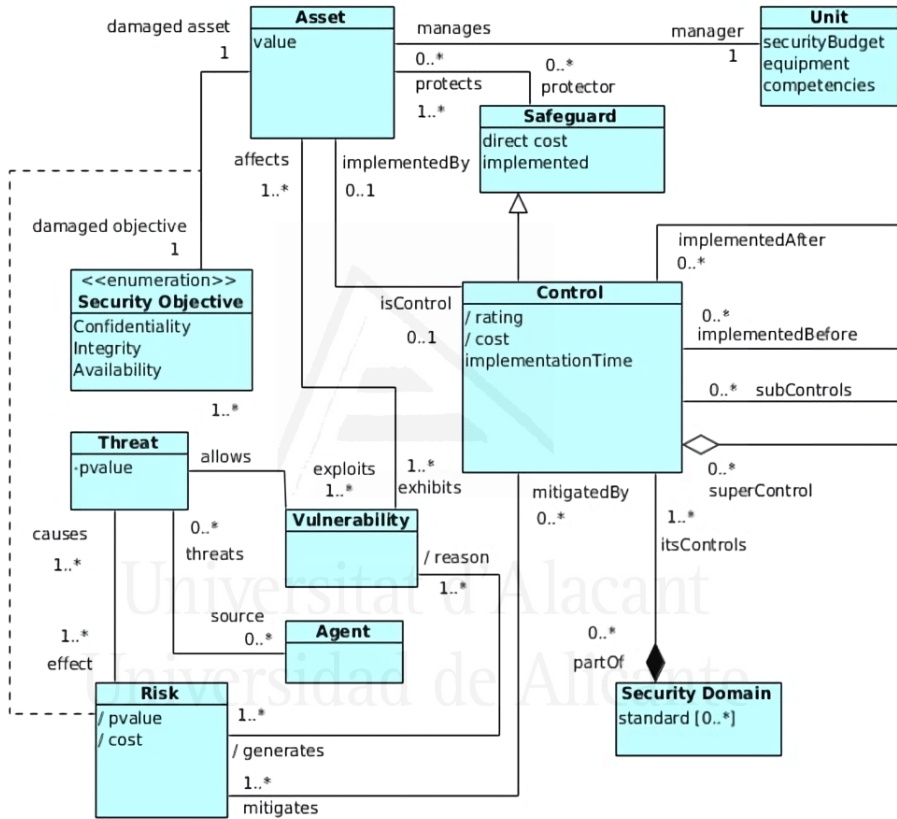 damaged asset
1
Asset
value
manages
0..*
protects
1..*
0..*
protector
manager
1
Unit
securityBudget
equipment
competencies
Safeguard
direct cost
implemented
affects
1..*
implementedBy
0..1
damaged objective
1
<<enumeration>>
Security Objective
Confidentiality
Integrity
Availability
isControl
0..1
Control
/ rating
/ cost
implementationTime
implementedAfter
0..*
0..*
implementedBefore
0..* subControls
0..*
superControl
1..*
Threat
·pvalue
allows
exploits
1..*
1..*
exhibits
Vulnerability
mitigatedBy
0..*
1..*
itsControls
causes
1..*
0..*
threats
/ reason
1..*
Universitat d'Alacant
Universidad de Alicante
source
0..*
Agent
1..*
effect
0..*
partOf
Risk
/ pvalue
/ cost
1..*
/ generates
1..*
mitigates
Security Domain
standard [0..*]